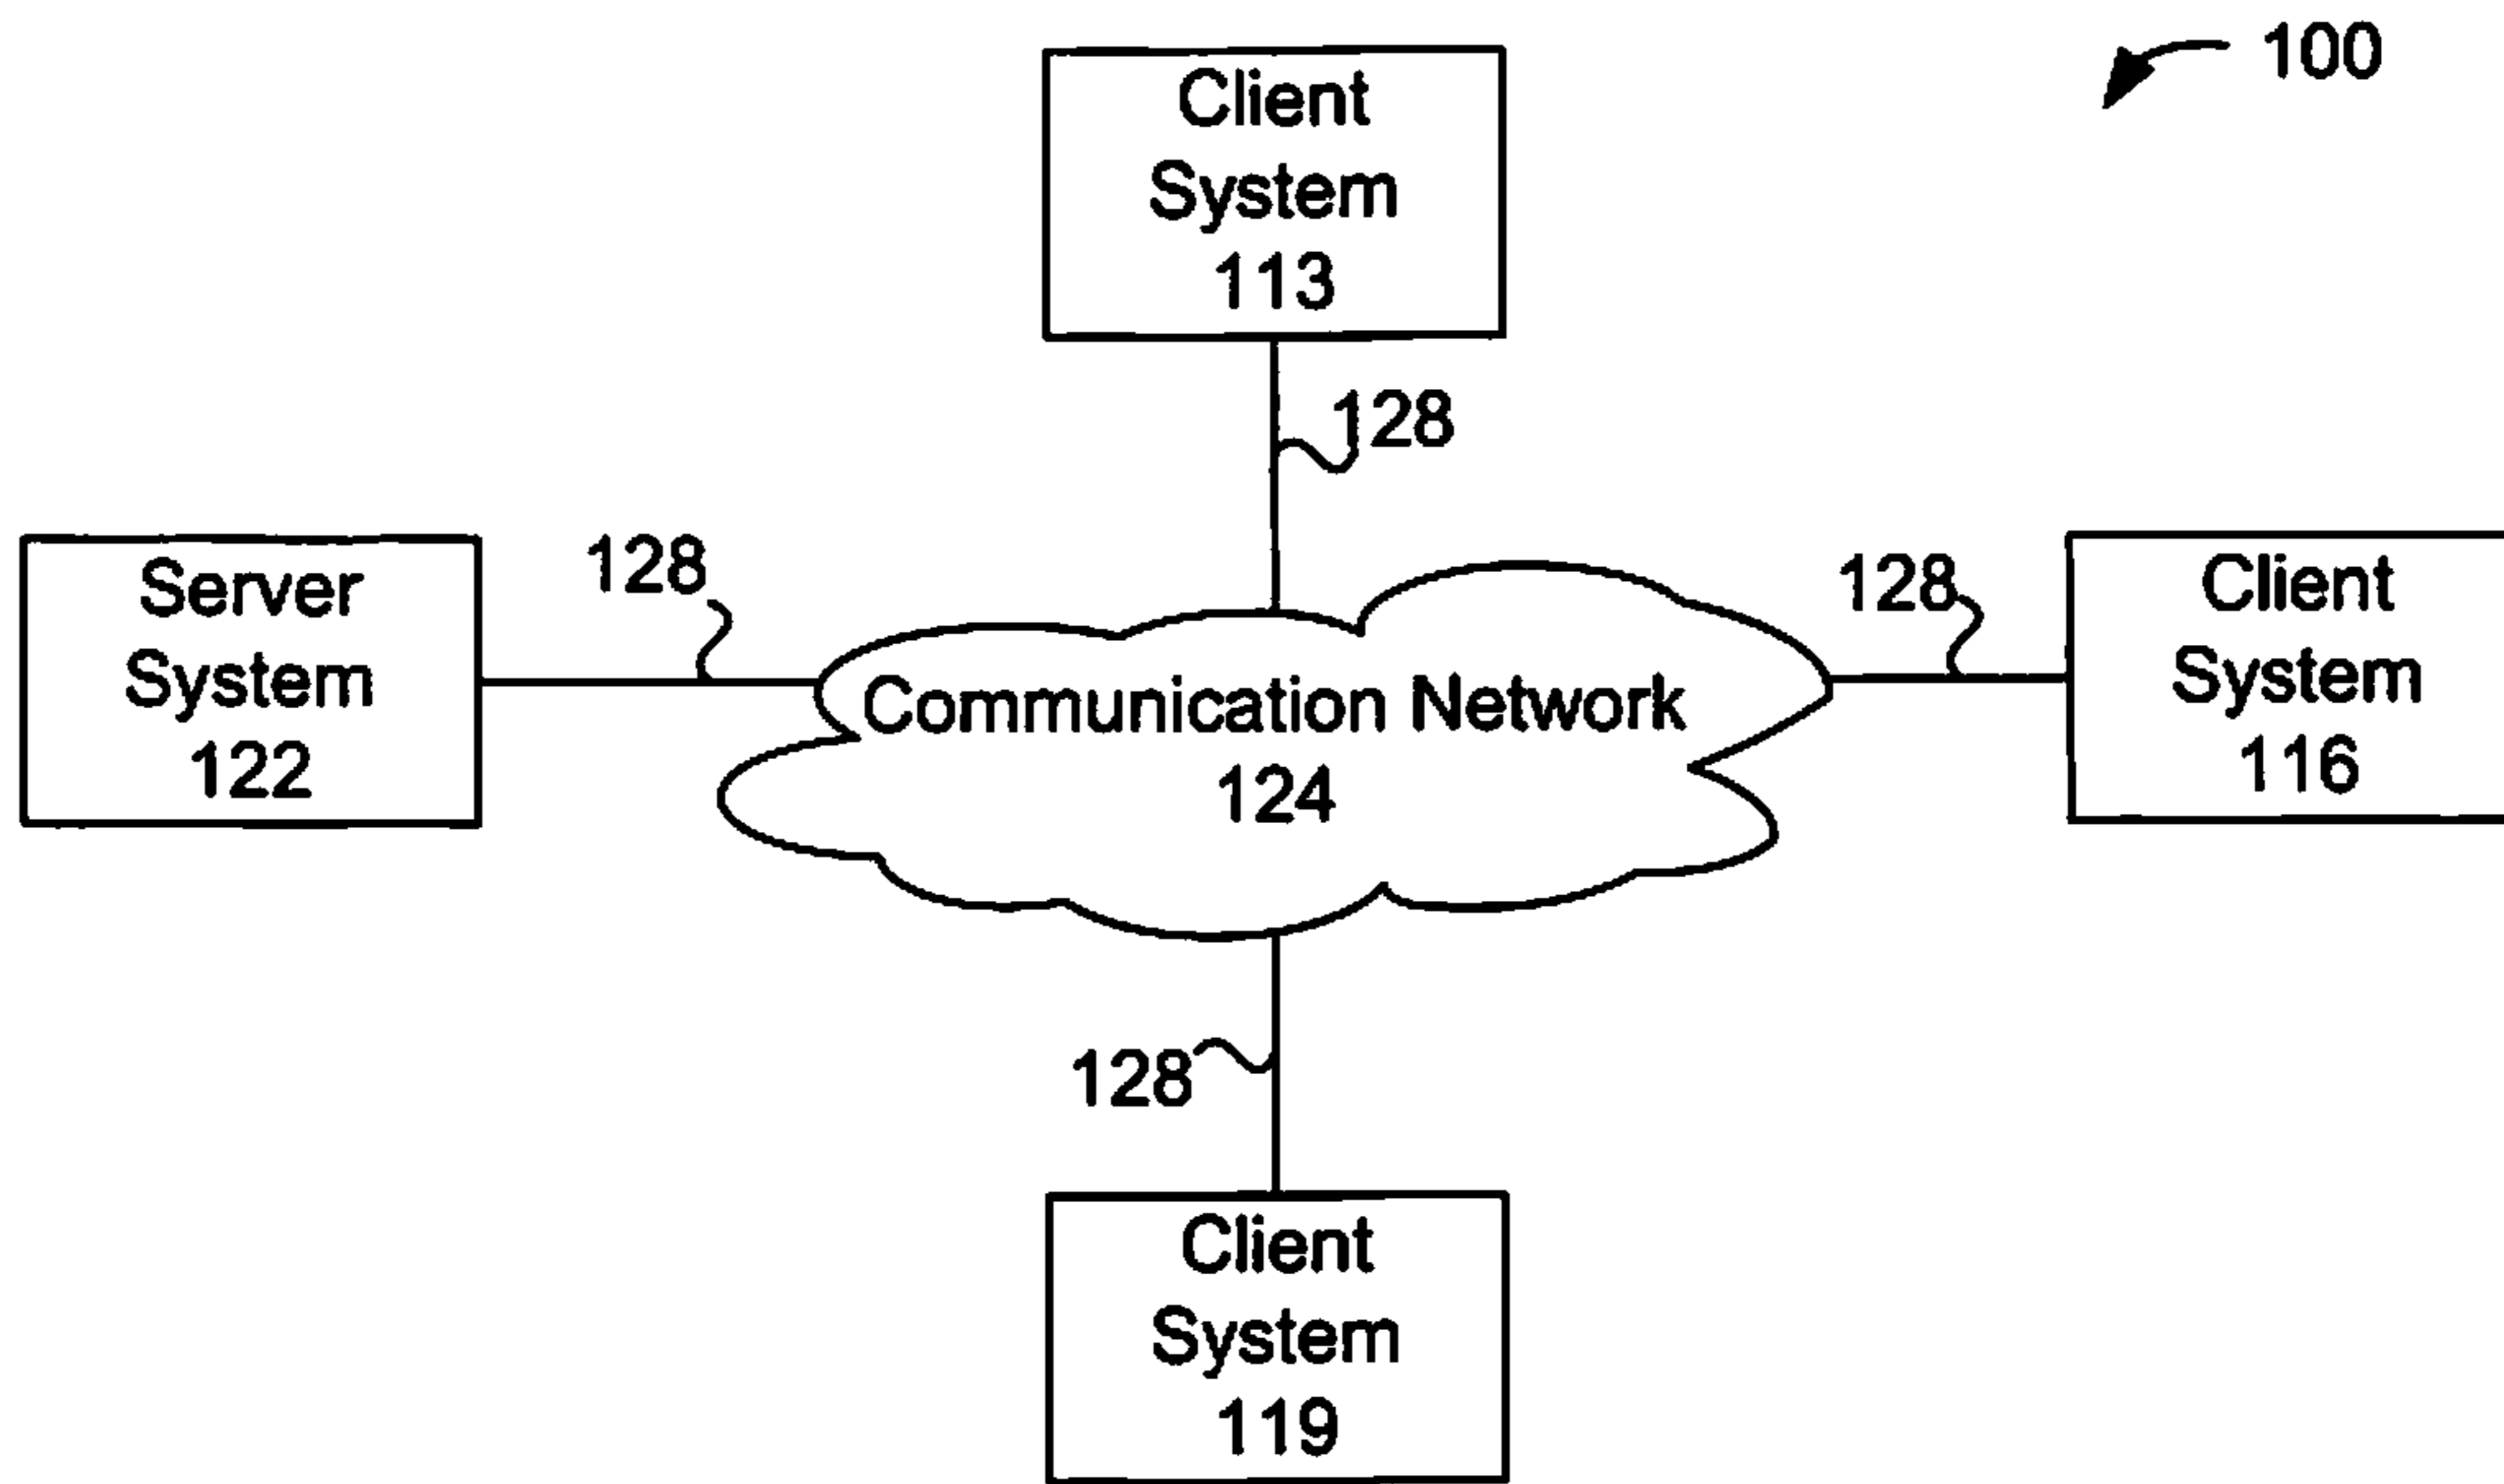 100
Client
System
113
128
Server
System
122
128
128
Client
System
116
Communication Network
124
128
Client
System
119